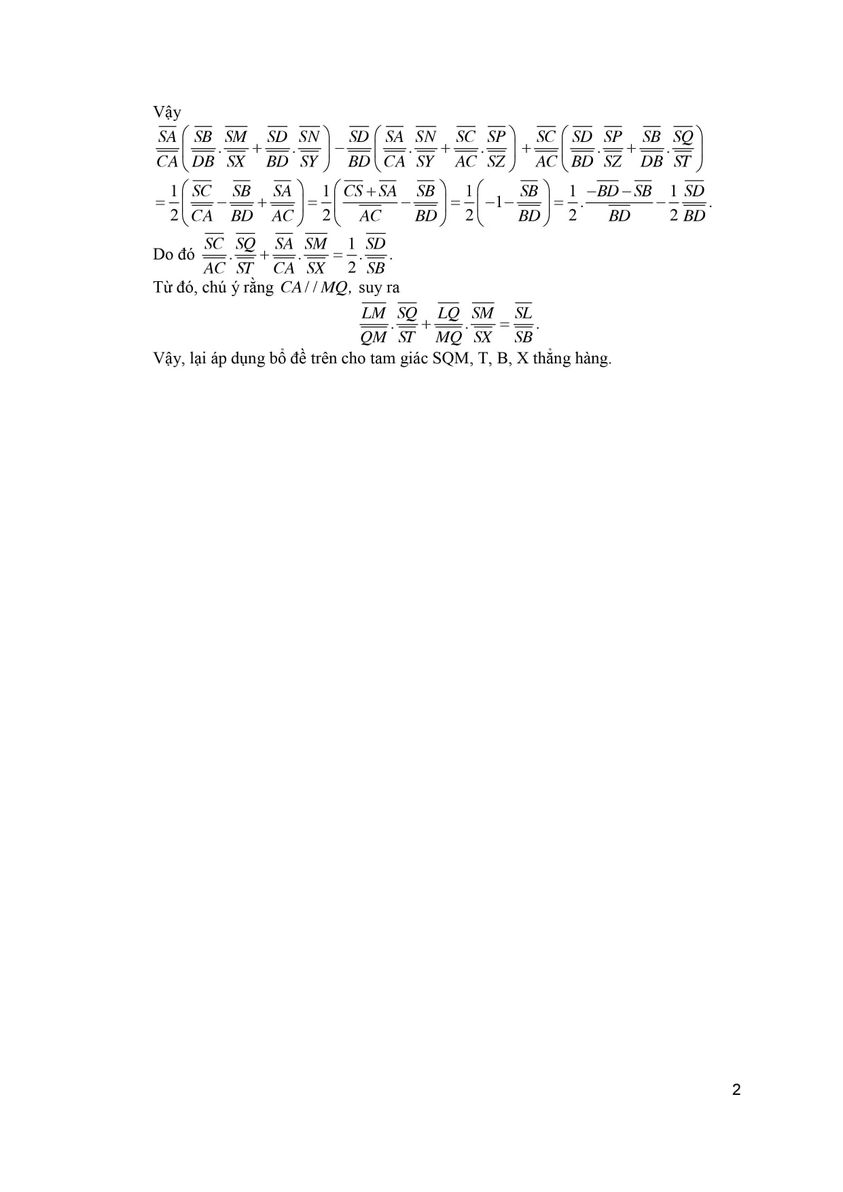 Vậy
$\frac{\overline{SA}}{\overline{CA}}\left(\frac{\overline{SB}}{\overline{DB}}.\frac{\overline{SM}}{\overline{SX}}+\frac{\overline{SD}}{\overline{BD}}.\frac{\overline{SN}}{\overline{SY}}\right)-\frac{\overline{SD}}{\overline{BD}}\left(\frac{\overline{SA}}{\overline{CA}}.\frac{\overline{SN}}{\overline{SY}}+\frac{\overline{SC}}{\overline{AC}}.\frac{\overline{SP}}{\overline{SZ}}\right)+\frac{\overline{SC}}{\overline{AC}}\left(\frac{\overline{SD}}{\overline{BD}}.\frac{\overline{SP}}{\overline{SZ}}+\frac{\overline{SB}}{\overline{DB}}.\frac{\overline{SQ}}{\overline{ST}}\right)$
$=\frac{1}{2}\left(\frac{\overline{SC}}{\overline{CA}}-\frac{\overline{SB}}{\overline{BD}}+\frac{\overline{SA}}{\overline{AC}}\right)=\frac{1}{2}\left(\frac{\overline{CS}+\overline{SA}}{\overline{AC}}-\frac{\overline{SB}}{\overline{BD}}\right)=\frac{1}{2}\left(-1-\frac{\overline{SB}}{\overline{BD}}\right)=\frac{1}{2}.\frac{-\overline{BD}-\overline{SB}}{\overline{BD}}-\frac{1}{2}\frac{\overline{SD}}{\overline{BD}}.$
Do đó $\frac{\overline{SC}}{\overline{AC}}.\frac{\overline{SQ}}{\overline{ST}}+\frac{\overline{SA}}{\overline{CA}}.\frac{\overline{SM}}{\overline{SX}}=\frac{1}{2}.\frac{\overline{SD}}{\overline{SB}}.$
Từ đó, chú ý rằng $CA//MQ,$ suy ra
$\frac{\overline{LM}}{\overline{QM}}.\frac{\overline{SQ}}{\overline{ST}}+\frac{\overline{LQ}}{\overline{MQ}}.\frac{\overline{SM}}{\overline{SX}}=\frac{\overline{SL}}{\overline{SB}}.$
Vậy, lại áp dụng bổ đề trên cho tam giác SQM, T, B, X thẳng hàng.
2